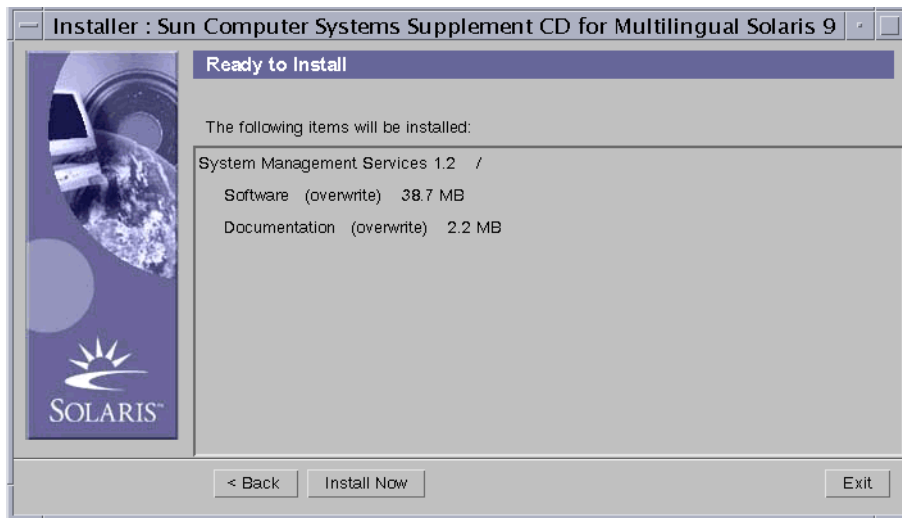 Installer : Sun Computer Systems Supplement CD for Multilingual Solaris 9
Ready to Install
The following items will be installed:
System Management Services 1.2 /
Software (overwrite) 38.7 MB
Documentation (overwrite) 2.2 MB
SOLARIS™
< Back
Install Now
Exit